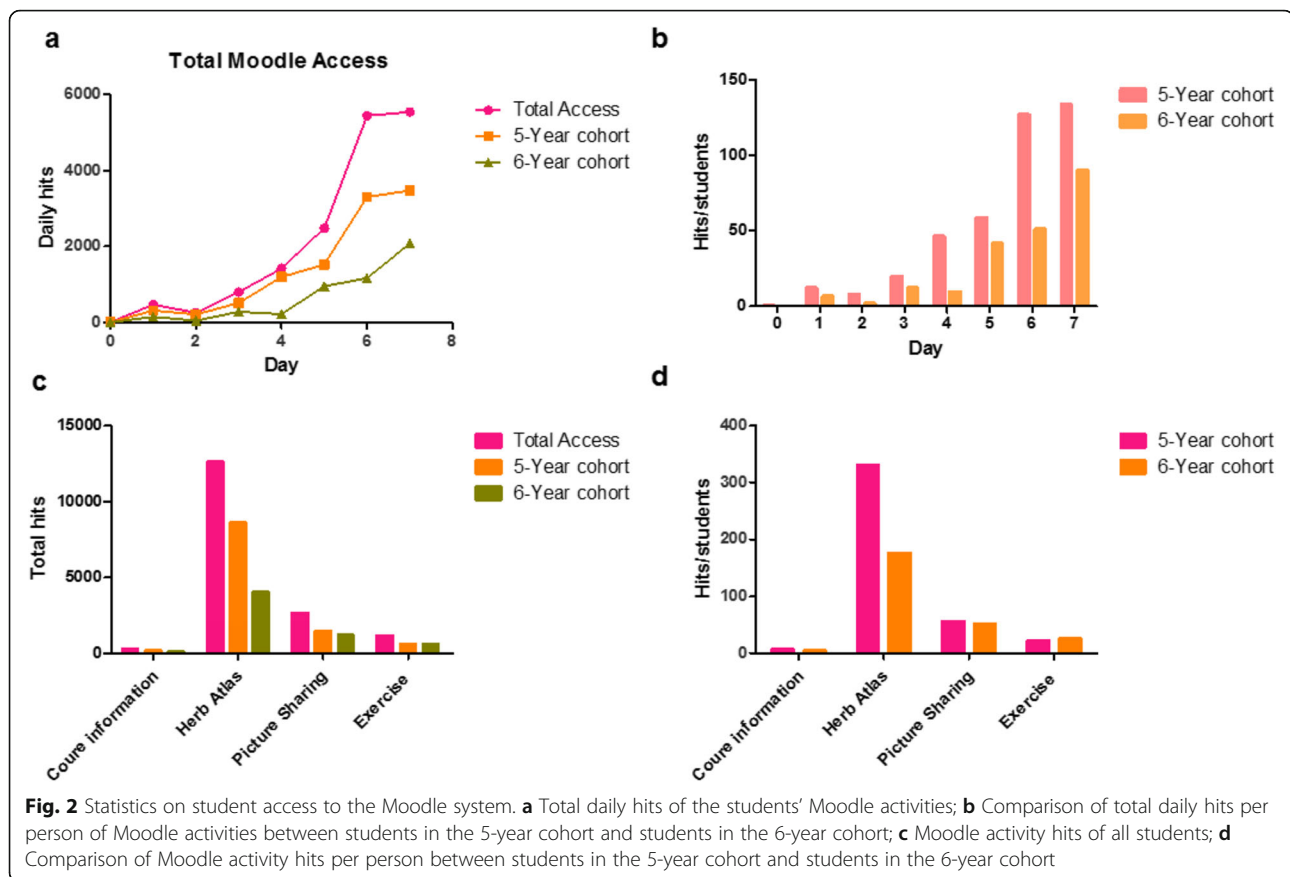 a
Total Moodle Access
6000
4000
2000
0
Daily hits
0 2 4 6 8
Day
Total Access
5-Year cohort
6-Year cohort
b
150
100
50
0
Hits/students
0 1 2 3 4 5 6 7
Day
5-Year cohort
6-Year cohort
c
15000
10000
5000
0
Total hits
Coure information
Herb Atlas
Picture Sharing
Exercise
Total Access
5-Year cohort
6-Year cohort
d
400
300
200
100
0
Hits/students
Coure information
Herb Atlas
Picture Sharing
Exercise
5-Year cohort
6-Year cohort
Fig. 2 Statistics on student access to the Moodle system. a Total daily hits of the students’ Moodle activities; b Comparison of total daily hits per
person of Moodle activities between students in the 5-year cohort and students in the 6-year cohort; c Moodle activity hits of all students; d
Comparison of Moodle activity hits per person between students in the 5-year cohort and students in the 6-year cohort